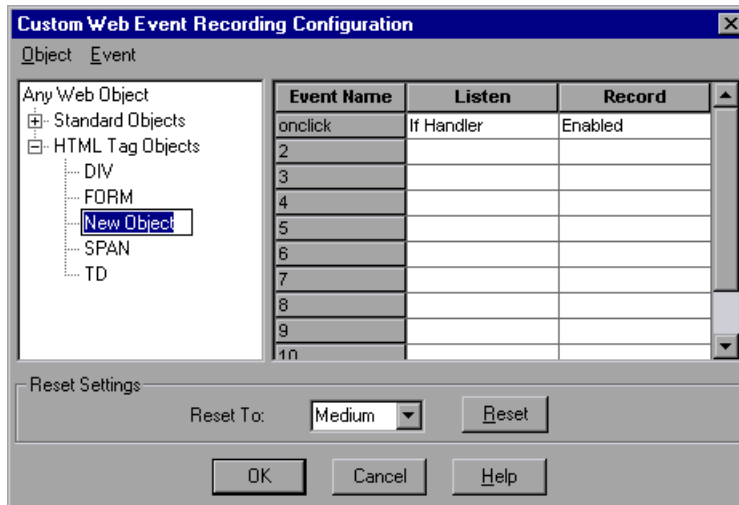 Custom Web Event Recording Configuration
Object Event
Any Web Object
Standard Objects
HTML Tag Objects
DIV
FORM
New Object
SPAN
TD
Event Name Listen Record
onclick If Handler Enabled
2
3
4
5
6
7
8
9
10
Reset Settings
Reset To: Medium Reset
OK Cancel Help